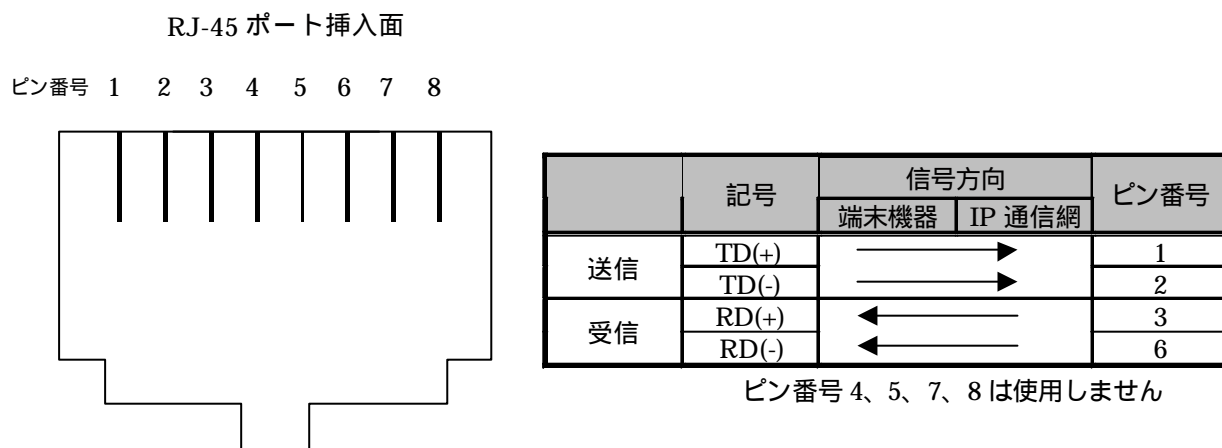 RJ-45 ポート挿入面
ピン番号 1 2 3 4 5 6 7 8
記号 信号方向 ピン番号
端末機器 IP 通信網
送信 TD(+) 1
TD(-) 2
受信 RD(+) 3
RD(-) 6
ピン番号 4、5、7、8 は使用しません